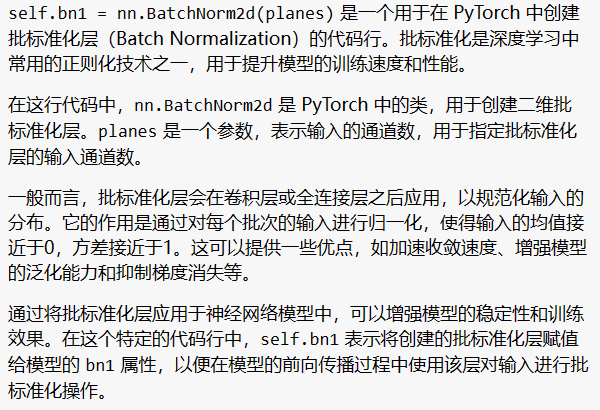 self.bn1 = nn.BatchNorm2d(planes) 是一个用于在 PyTorch 中创建
批标准化层（Batch Normalization）的代码行。批标准化是深度学习中
常用的正则化技术之一，用于提升模型的训练速度和性能。
在这行代码中，nn.BatchNorm2d 是 PyTorch 中的类，用于创建二维批
标准化层。planes 是一个参数，表示输入的通道数，用于指定批标准化
层的输入通道数。
一般而言，批标准化层会在卷积层或全连接层之后应用，以规范化输入的
分布。它的作用是通过对每个批次的输入进行归一化，使得输入的均值接
近于0，方差接近于1。这可以提供一些优点，如加速收敛速度、增强模型
的泛化能力和抑制梯度消失等。
通过将批标准化层应用于神经网络模型中，可以增强模型的稳定性和训练
效果。在这个特定的代码行中，self.bn1 表示将创建的批标准化层赋值
给模型的 bn1 属性，以便在模型的前向传播过程中使用该层对输入进行批
标准化操作。